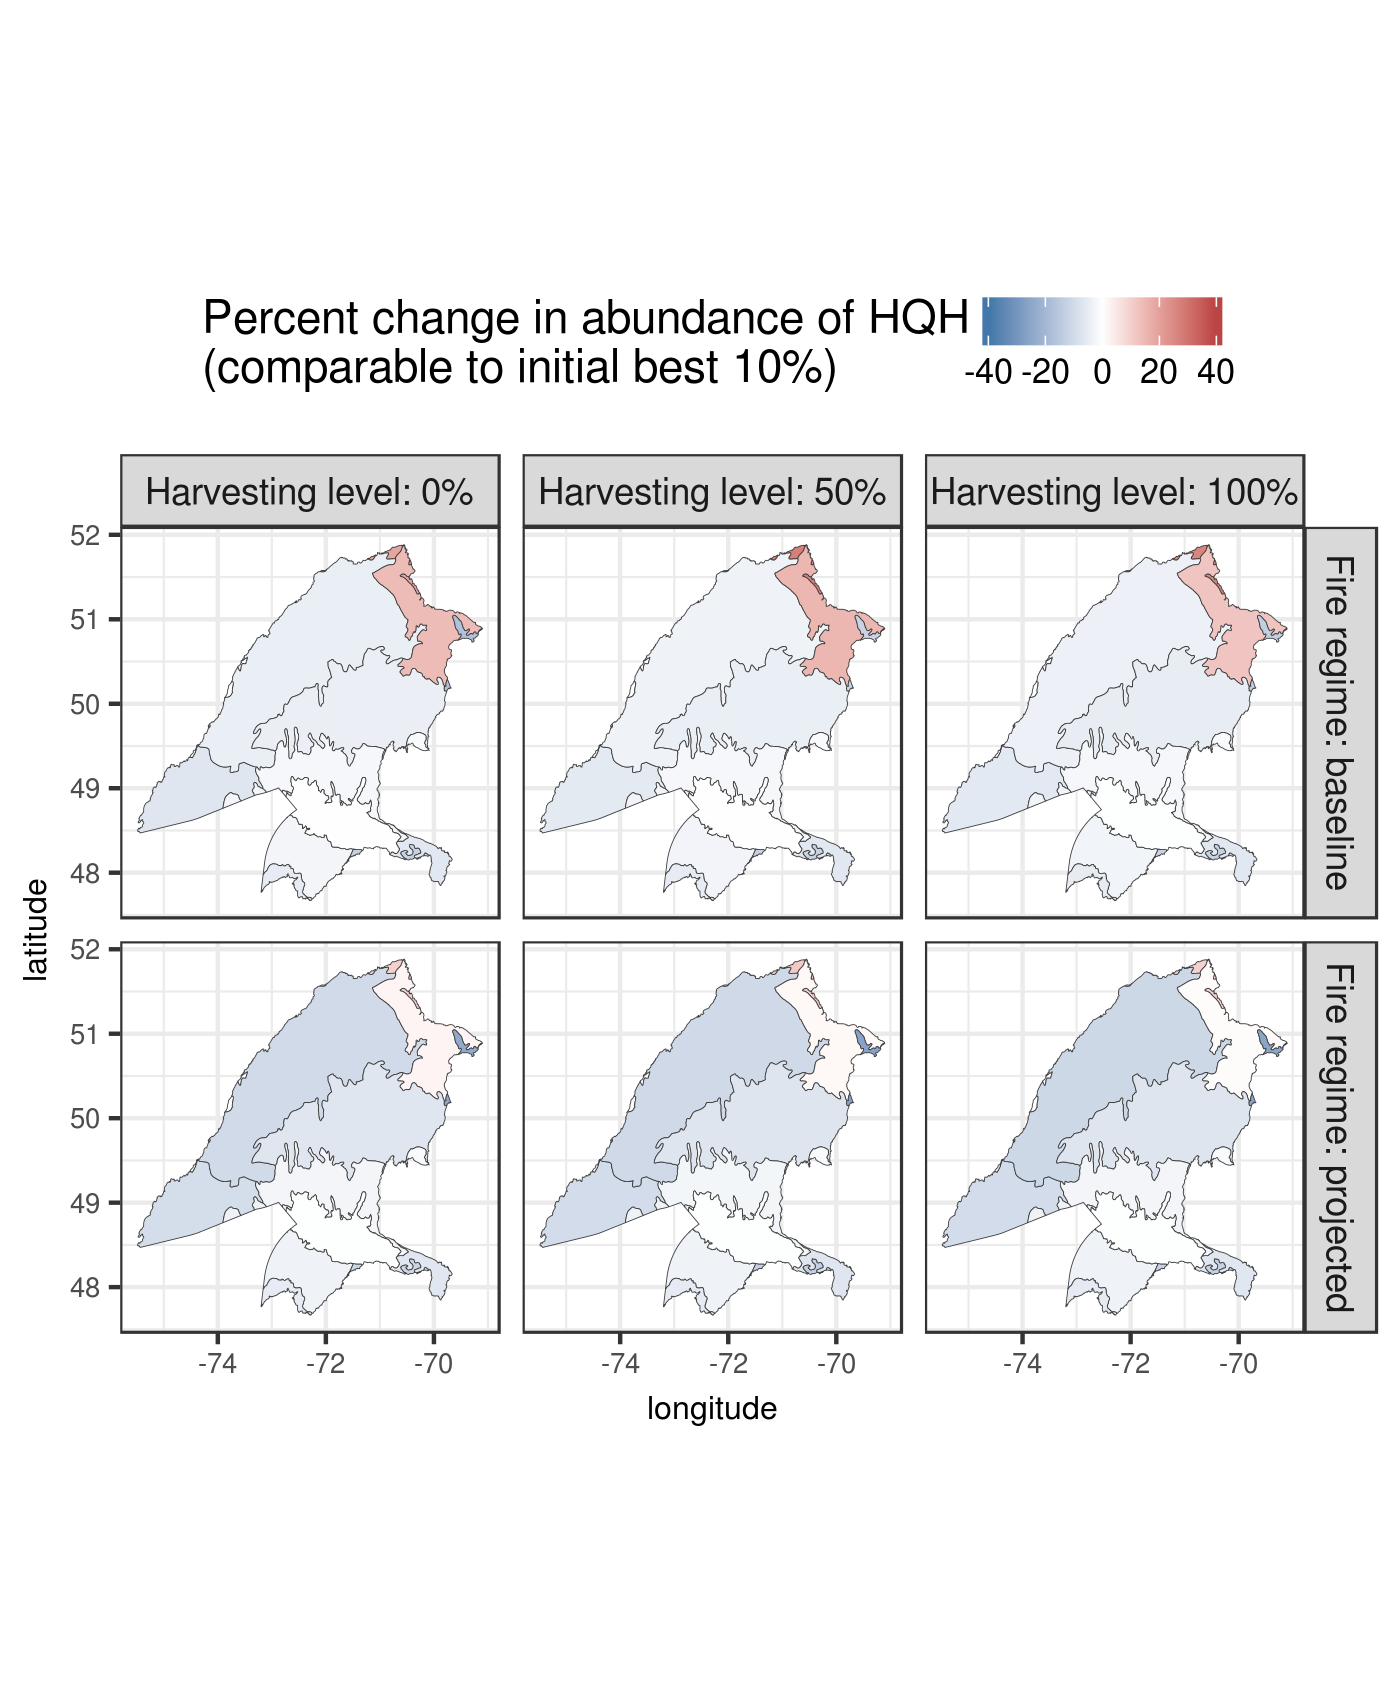 Percent change in abundance of HQH
(comparable to initial best 10%)
-40 -20 0 20 40
Harvesting level: 0%
Harvesting level: 50%
Harvesting level: 100%
52
51
50
49
48
Fire regime: baseline
52
51
50
49
48
Fire regime: projected
latitude
-74 -72 -70
-74 -72 -70
-74 -72 -70
longitude